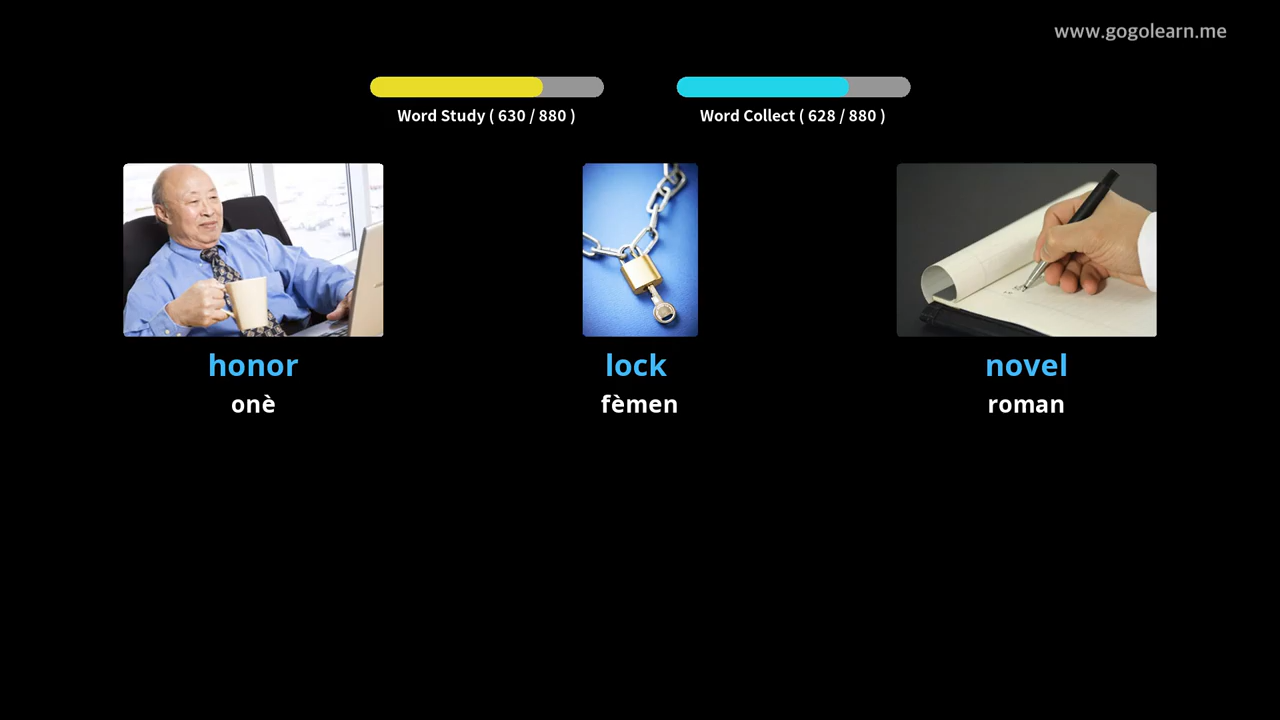 www.gogolearn.me
Word Study ( 630 / 880 )
Word Collect ( 628 / 880 )
honor
lock
novel
onè
fèmen
roman